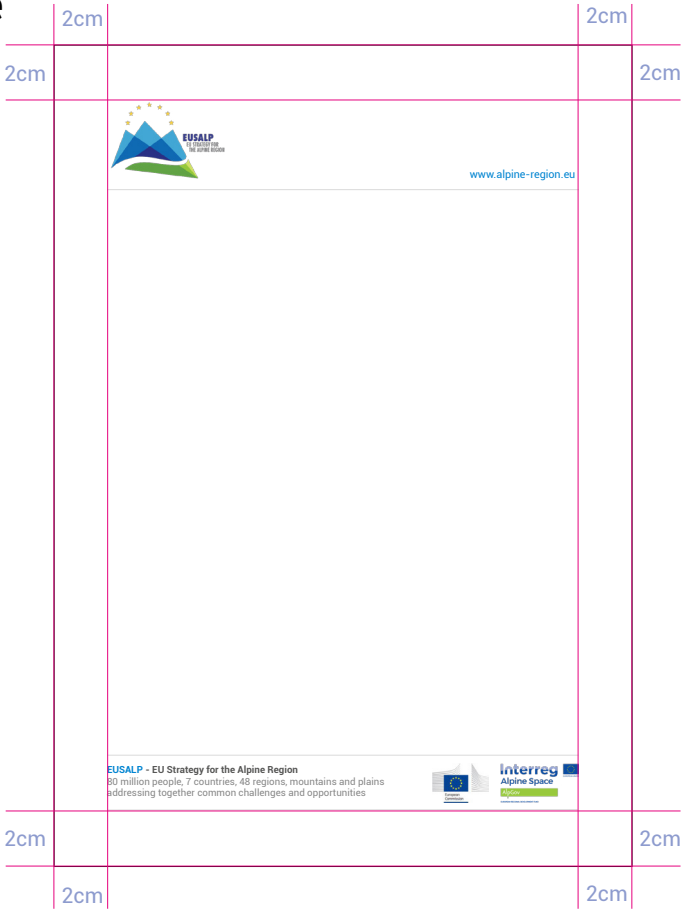 2cm 2cm
2cm 2cm
EUSALP
EU STRATEGY FOR
THE ALPINE REGION
www.alpine-region.eu
EUSALP - EU Strategy for the Alpine Region
80 million people, 7 countries, 48 regions, mountains and plains
addressing together common challenges and opportunities
European
Commission
Interreg
Alpine Space
AlpGov
2cm 2cm
2cm 2cm